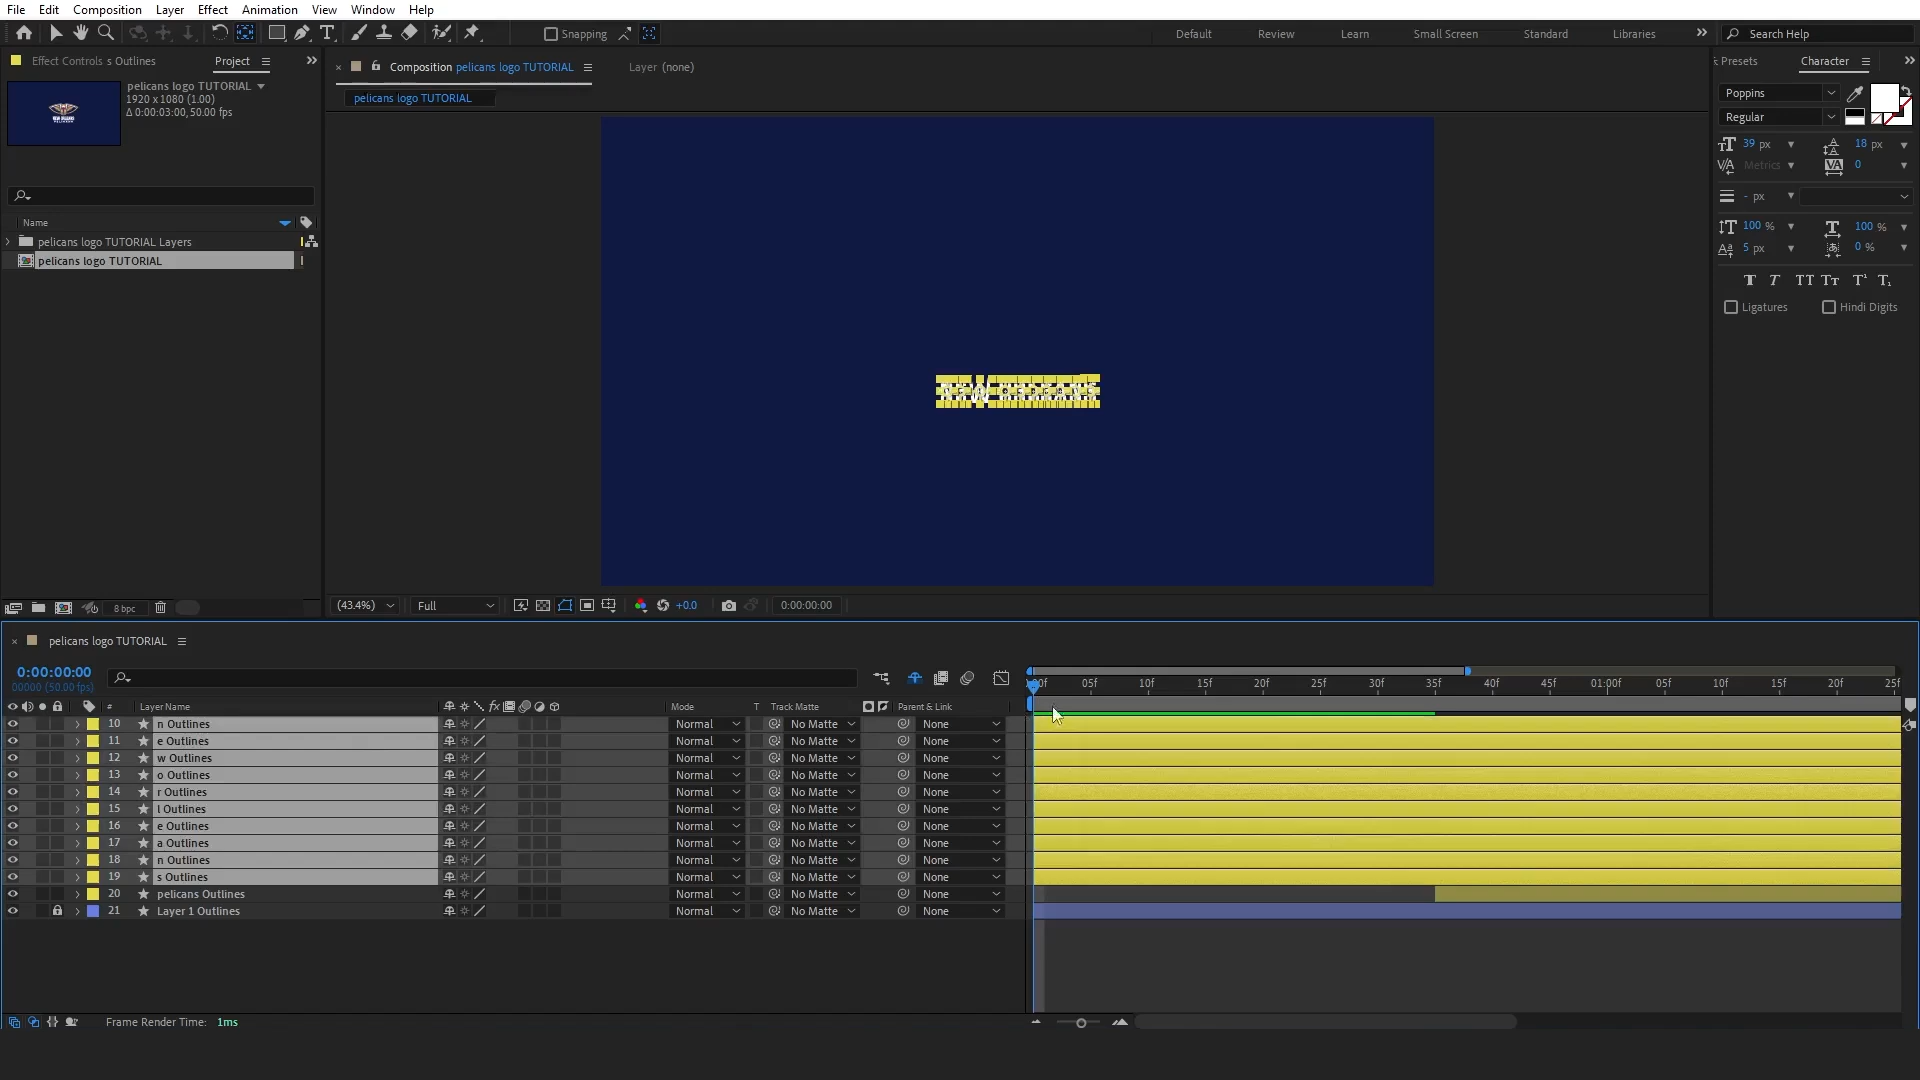 File Edit Composition Layer Effect Animation View Window Help
Snapping
Default Review Learn Small Screen Standard Libraries
Search Help
Effect Controls s Outlines Project
Composition pelicans logo TUTORIAL
Layer (none)
Presets
Character
pelicans logo TUTORIAL
1920 x 1080 (1.00)
Δ 0:00:03:00, 50.00 fps
pelicans logo TUTORIAL
Poppins
Regular
39 px
18 px
Metrics
0
- px
100 %
100 %
5 px
0 %
Ligatures
Hindi Digits
Name
pelicans logo TUTORIAL Layers
pelicans logo TUTORIAL
8 bpc
(43.4%)
Full
+0.0
0:00:00:00
pelicans logo TUTORIAL
0:00:00:00
00000 (50.00 fps)
:00f 05f 10f 15f 20f 25f 30f 35f 40f 45f 01:00f 05f 10f 15f 20f 25f
# Layer Name Mode T Track Matte Parent & Link
10 n Outlines Normal No Matte None
11 e Outlines Normal No Matte None
12 w Outlines Normal No Matte None
13 o Outlines Normal No Matte None
14 r Outlines Normal No Matte None
15 l Outlines Normal No Matte None
16 e Outlines Normal No Matte None
17 a Outlines Normal No Matte None
18 n Outlines Normal No Matte None
19 s Outlines Normal No Matte None
20 pelicans Outlines Normal No Matte None
21 Layer 1 Outlines Normal No Matte None
Frame Render Time: 1ms